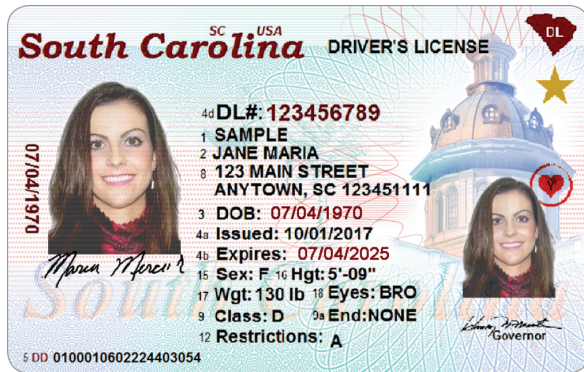 SC USA
South Carolina DRIVER'S LICENSE
DL
4d DL#: 123456789
1 SAMPLE
2 JANE MARIA
8 123 MAIN STREET
ANYTOWN, SC 123451111
07/04/1970
3 DOB: 07/04/1970
4a Issued: 10/01/2017
4b Expires: 07/04/2025
15 Sex: F 16 Hgt: 5'-09"
17 Wgt: 130 lb 18 Eyes: BRO
9 Class: D 9a End: NONE
12 Restrictions: A
Governor
South Carolina
5 DD 0100010602224403054